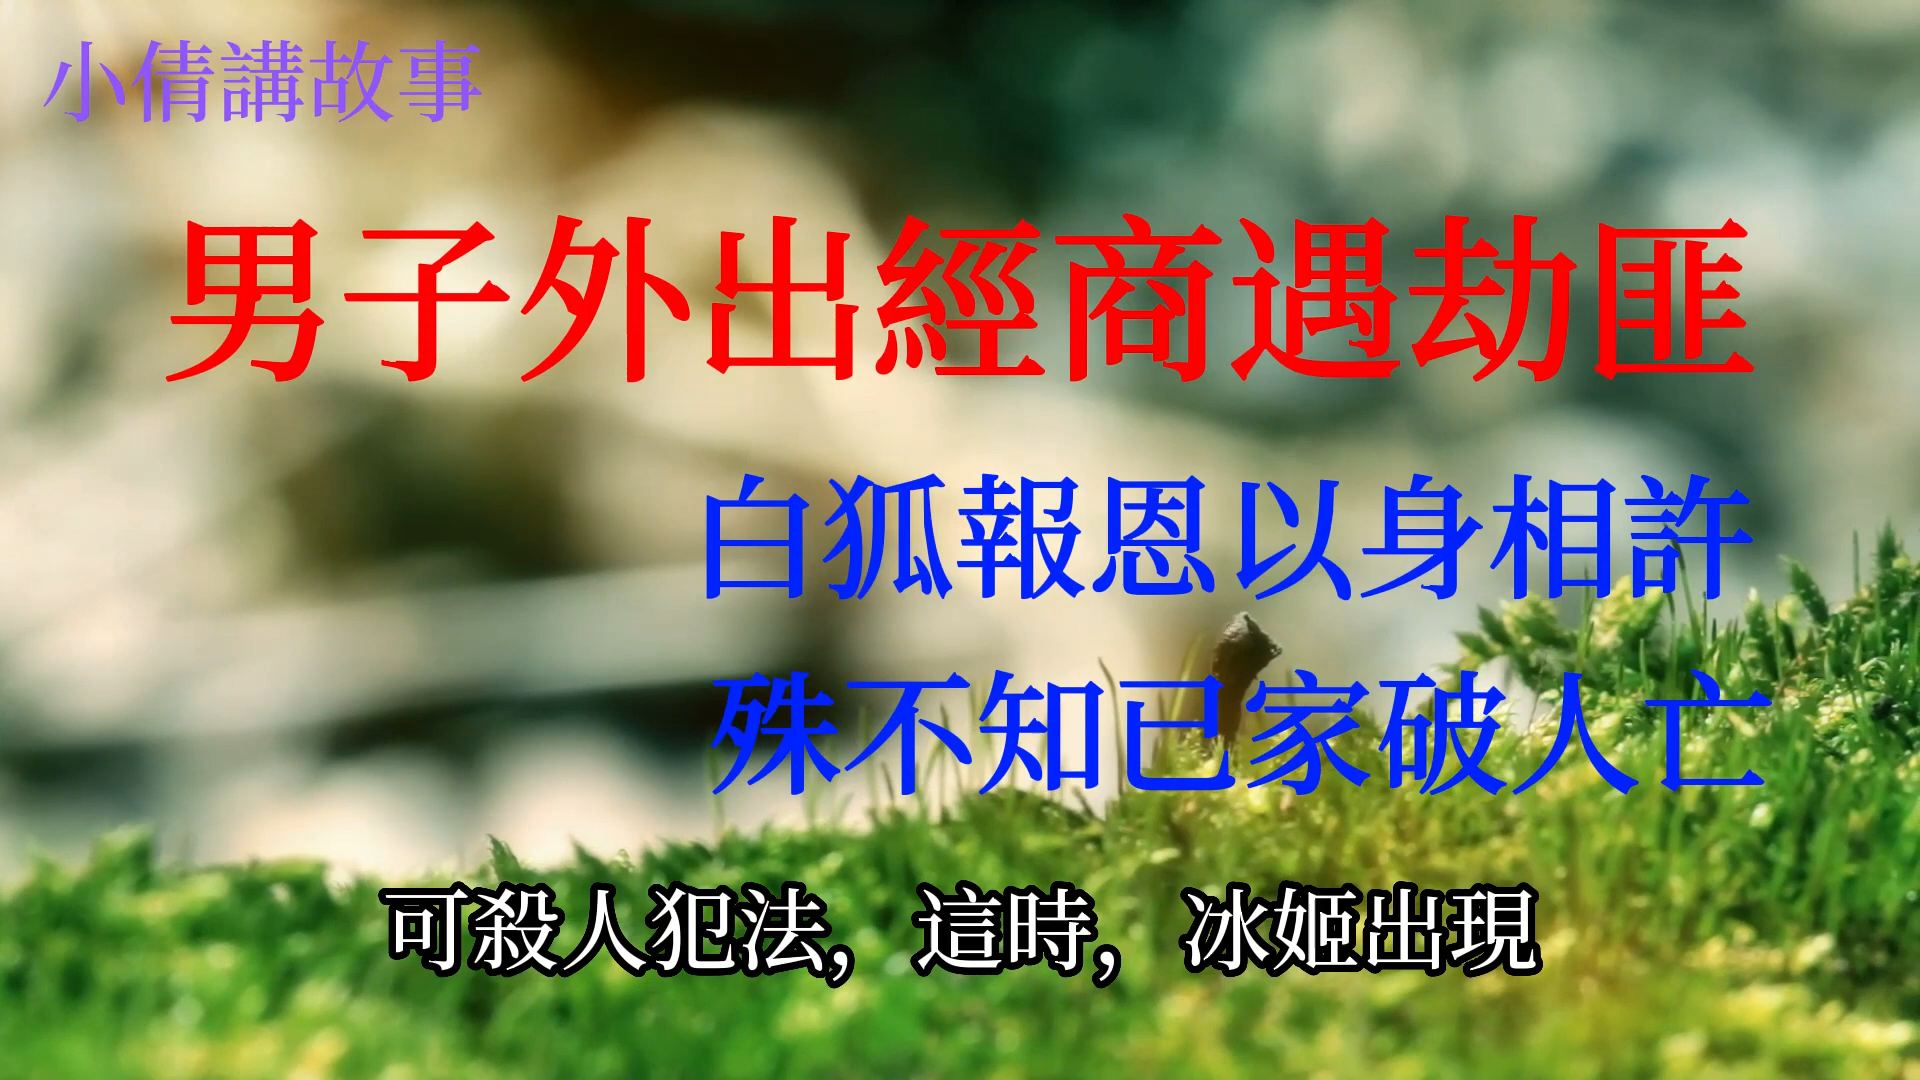 小倩講故事
男子外出經商遇劫匪
白狐報恩以身相許
殊不知已家破人亡
可殺人犯法，這時，冰姬出現